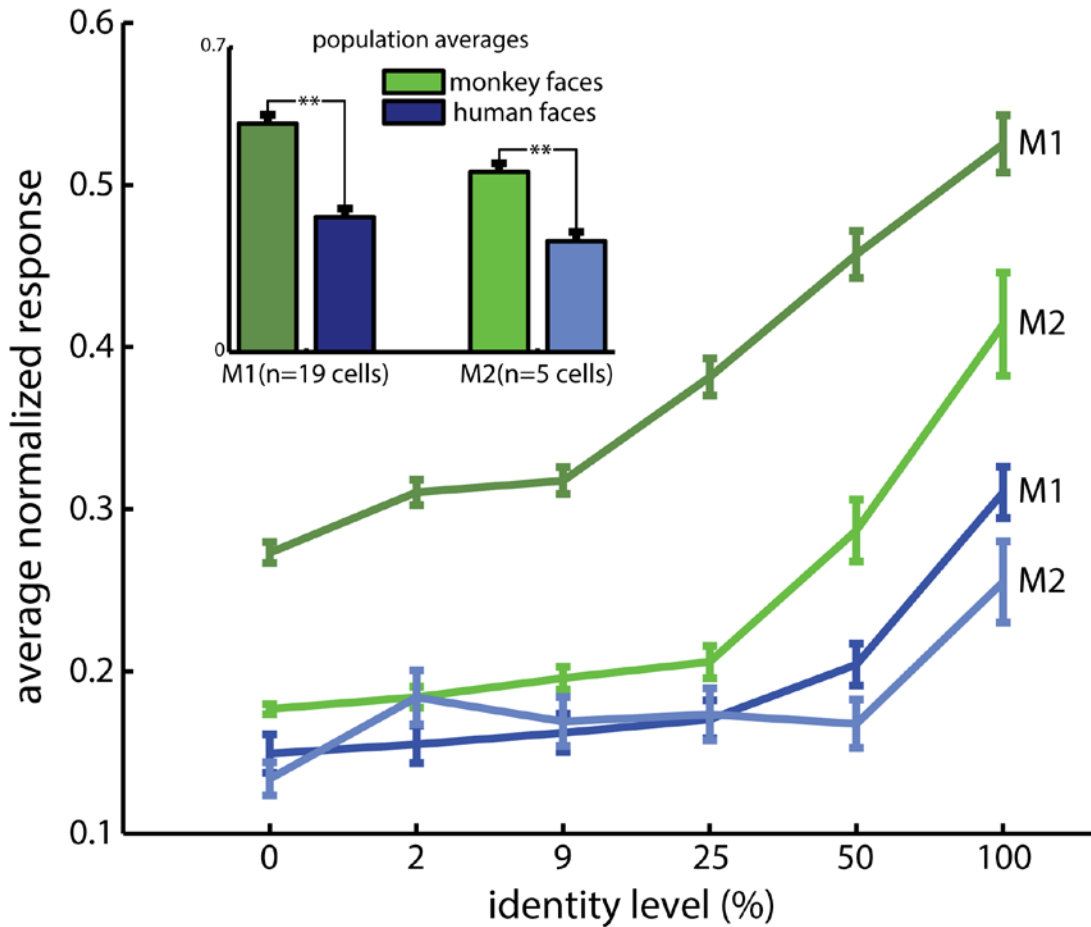 0.6
0.7
population averages
monkey faces
**
human faces
**
M1
0.5
average normalized response
M2
0
M1(n=19 cells)
M2(n=5 cells)
0.4
0.3
M1
M2
0.2
0.1
0
2
9
25
50
100
identity level (%)